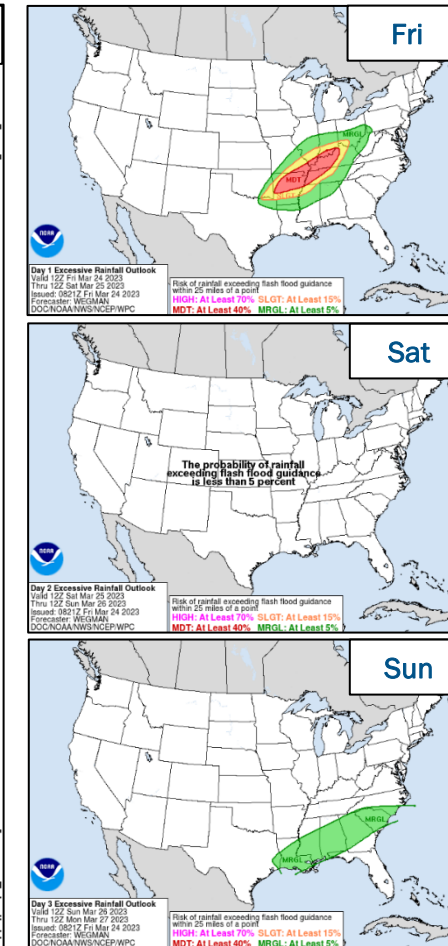 Fri
MRGL
MDT
NOAA
Day 1 Excessive Rainfall Outlook
Valid 12Z Fri Mar 24 2023
Thru 12Z Sat Mar 25 2023
Issued: 0821Z Fri Mar 24 2023
Forecaster: WEGMAN
DOC/NOAA/NWS/NCEP/WPC
Risk of rainfall exceeding flash flood guidance
within 25 miles of a point
HIGH: At Least 70% SLGT: At Least 15%
MDT: At Least 40% MRGL: At Least 5%
Sat
The probability of rainfall
exceeding flash flood guidance
is less than 5 percent
NOAA
Day 2 Excessive Rainfall Outlook
Valid 12Z Sat Mar 25 2023
Thru 12Z Sun Mar 26 2023
Issued: 0821Z Fri Mar 24 2023
Forecaster: WEGMAN
DOC/NOAA/NWS/NCEP/WPC
Risk of rainfall exceeding flash flood guidance
within 25 miles of a point
HIGH: At Least 70% SLGT: At Least 15%
MDT: At Least 40% MRGL: At Least 5%
Sun
MRGL
MRGL
NOAA
Day 3 Excessive Rainfall Outlook
Valid 12Z Sun Mar 26 2023
Thru 12Z Mon Mar 27 2023
Issued: 0821Z Fri Mar 24 2023
Forecaster: WEGMAN
DOC/NOAA/NWS/NCEP/WPC
Risk of rainfall exceeding flash flood guidance
within 25 miles of a point
HIGH: At Least 70% SLGT: At Least 15%
MDT: At Least 40% MRGL: At Least 5%